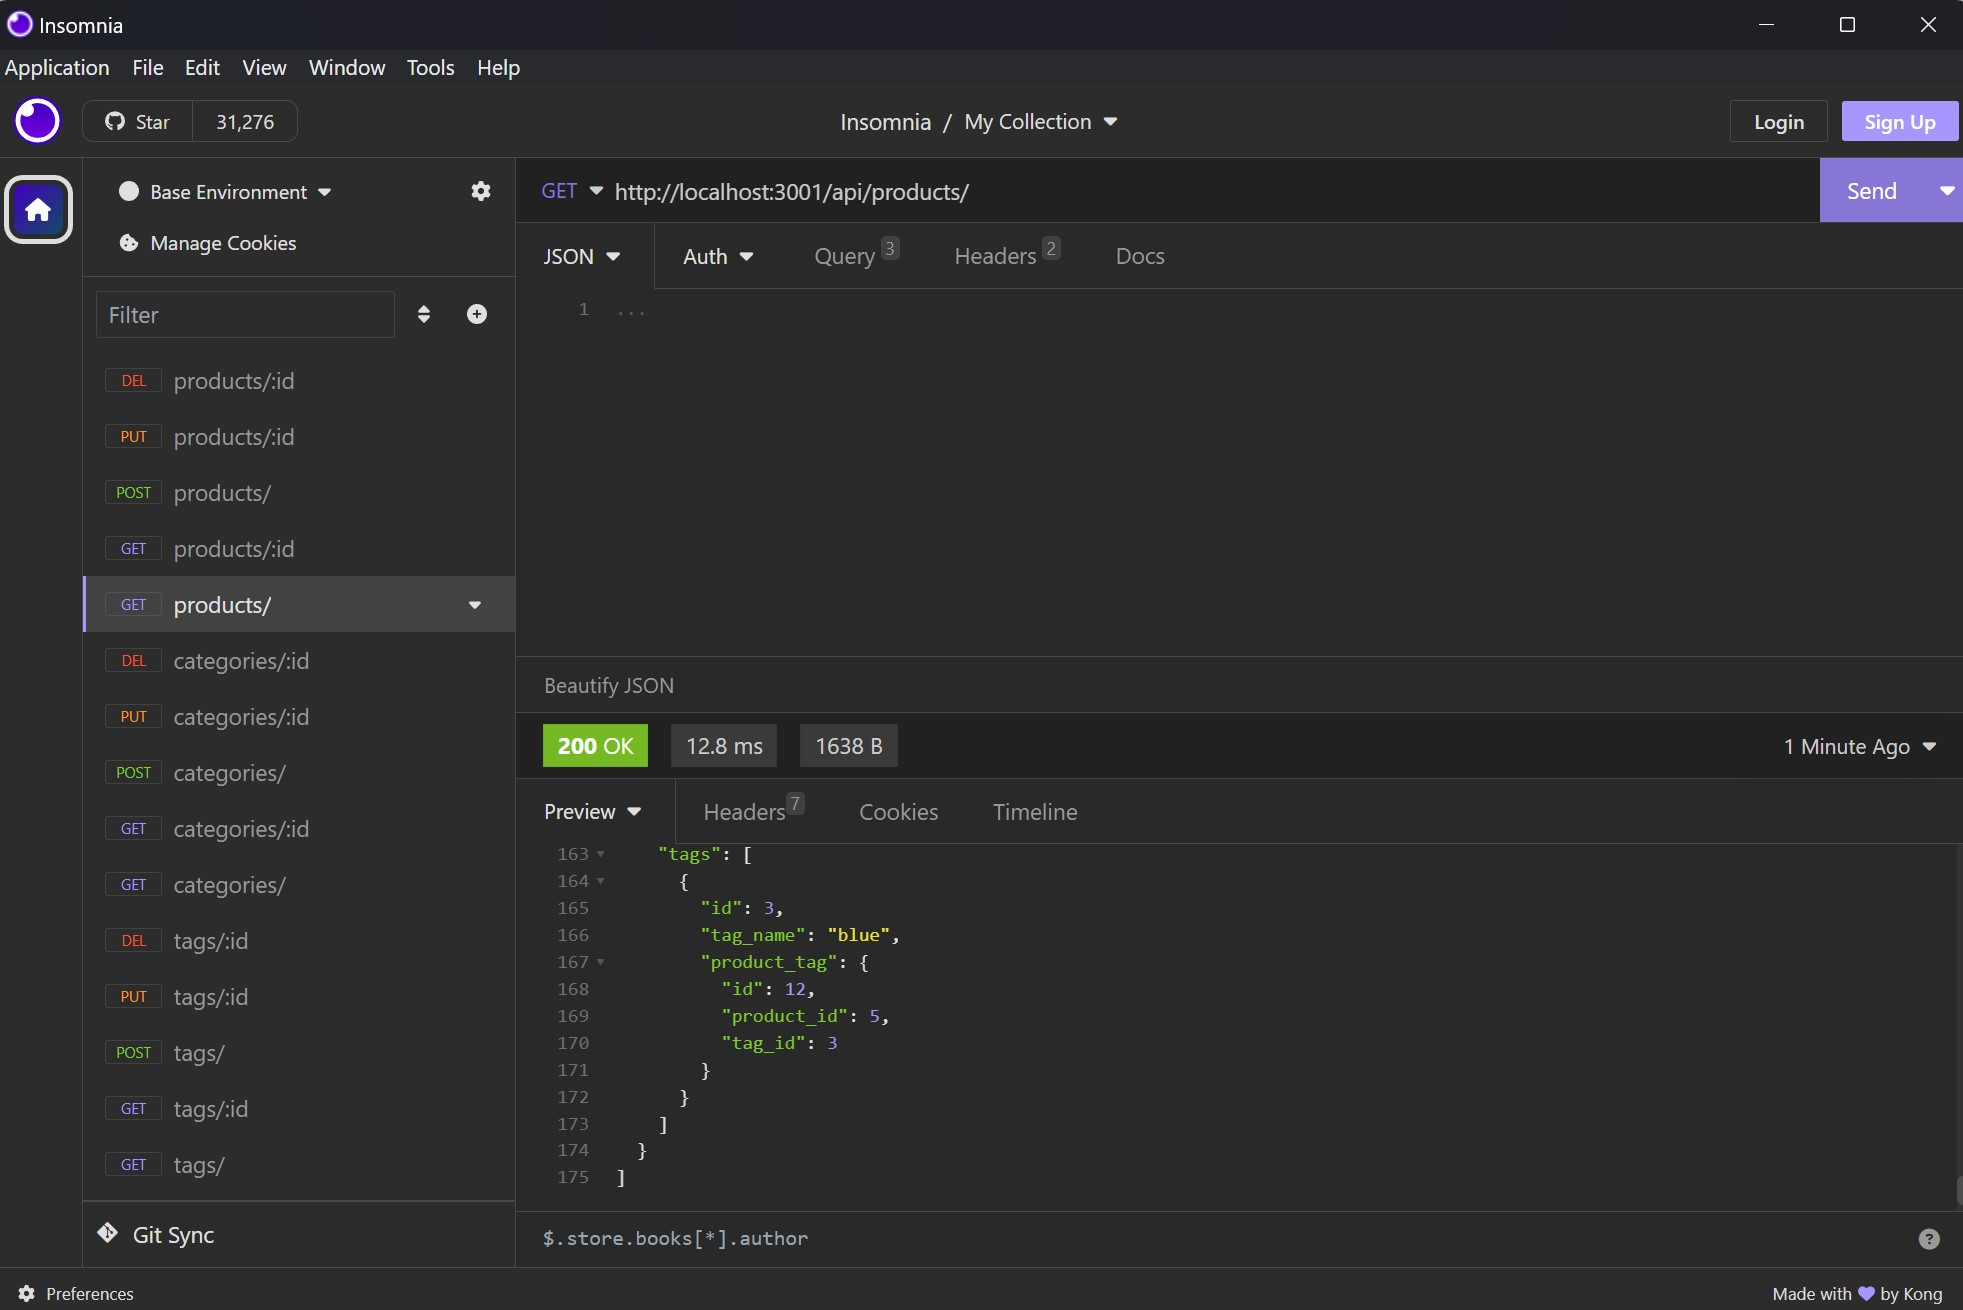 Insomnia
Application File Edit View Window Tools Help
Star 31,276
Insomnia / My Collection
Login
Sign Up
Base Environment
Manage Cookies
Filter
DEL products/:id
PUT products/:id
POST products/
GET products/:id
GET products/
DEL categories/:id
PUT categories/:id
POST categories/
GET categories/:id
GET categories/
DEL tags/:id
PUT tags/:id
POST tags/
GET tags/:id
GET tags/
Git Sync
GET http://localhost:3001/api/products/
Send
JSON Auth Query 3 Headers 2 Docs
1 ...
Beautify JSON
200 OK 12.8 ms 1638 B 1 Minute Ago
Preview Headers 7 Cookies Timeline
163 "tags": [
164 {
165 "id": 3,
166 "tag_name": "blue",
167 "product_tag": {
168 "id": 12,
169 "product_id": 5,
170 "tag_id": 3
171 }
172 }
173 ]
174 }
175 ]
$.store.books[*].author ?
Preferences
Made with 💜 by Kong